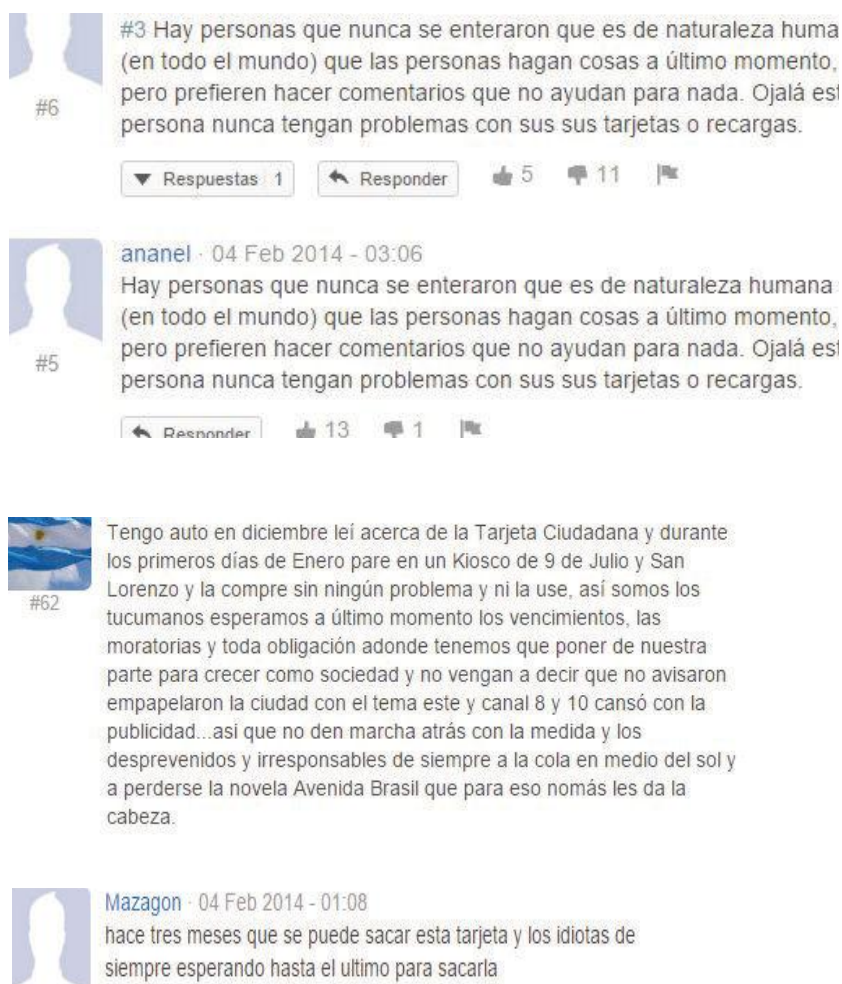 #3 Hay personas que nunca se enteraron que es de naturaleza huma
(en todo el mundo) que las personas hagan cosas a último momento,
pero prefieren hacer comentarios que no ayudan para nada. Ojalá est
persona nunca tengan problemas con sus sus tarjetas o recargas.
#6
Respuestas 1 Responder 5 11
ananel · 04 Feb 2014 - 03:06
Hay personas que nunca se enteraron que es de naturaleza humana
(en todo el mundo) que las personas hagan cosas a último momento,
pero prefieren hacer comentarios que no ayudan para nada. Ojalá est
persona nunca tengan problemas con sus sus tarjetas o recargas.
#5
Responder 13 1
Tengo auto en diciembre leí acerca de la Tarjeta Ciudadana y durante
los primeros días de Enero pare en un Kiosco de 9 de Julio y San
Lorenzo y la compre sin ningún problema y ni la use, así somos los
tucumanos esperamos a último momento los vencimientos, las
moratorias y toda obligación adonde tenemos que poner de nuestra
parte para crecer como sociedad y no vengan a decir que no avisaron
empapelaron la ciudad con el tema este y canal 8 y 10 cansó con la
publicidad...asi que no den marcha atrás con la medida y los
desprevenidos y irresponsables de siempre a la cola en medio del sol y
a perderse la novela Avenida Brasil que para eso nomás les da la
cabeza.
#62
Mazagon · 04 Feb 2014 - 01:08
hace tres meses que se puede sacar esta tarjeta y los idiotas de
siempre esperando hasta el ultimo para sacarla